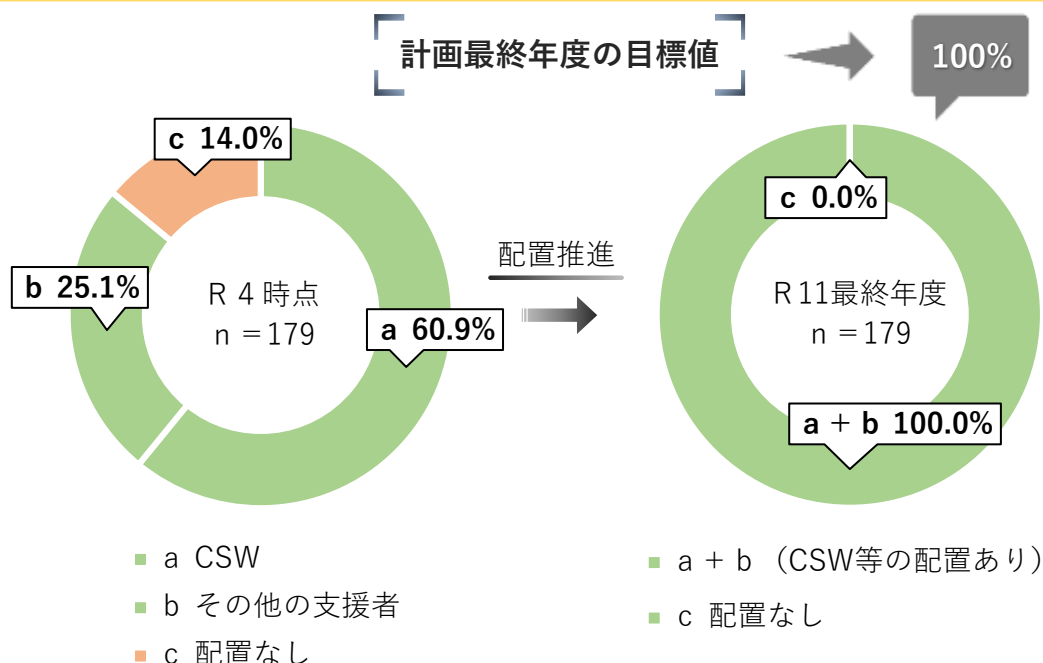 計画最終年度の目標値
100%
c 14.0%
b 25.1%
a 60.9%
R 4 時点
n =179
配置推進
c 0.0%
R11最終年度
n =179
a + b 100.0%
a CSW
b その他の支援者
c 配置なし
a + b （CSW等の配置あり）
c 配置なし